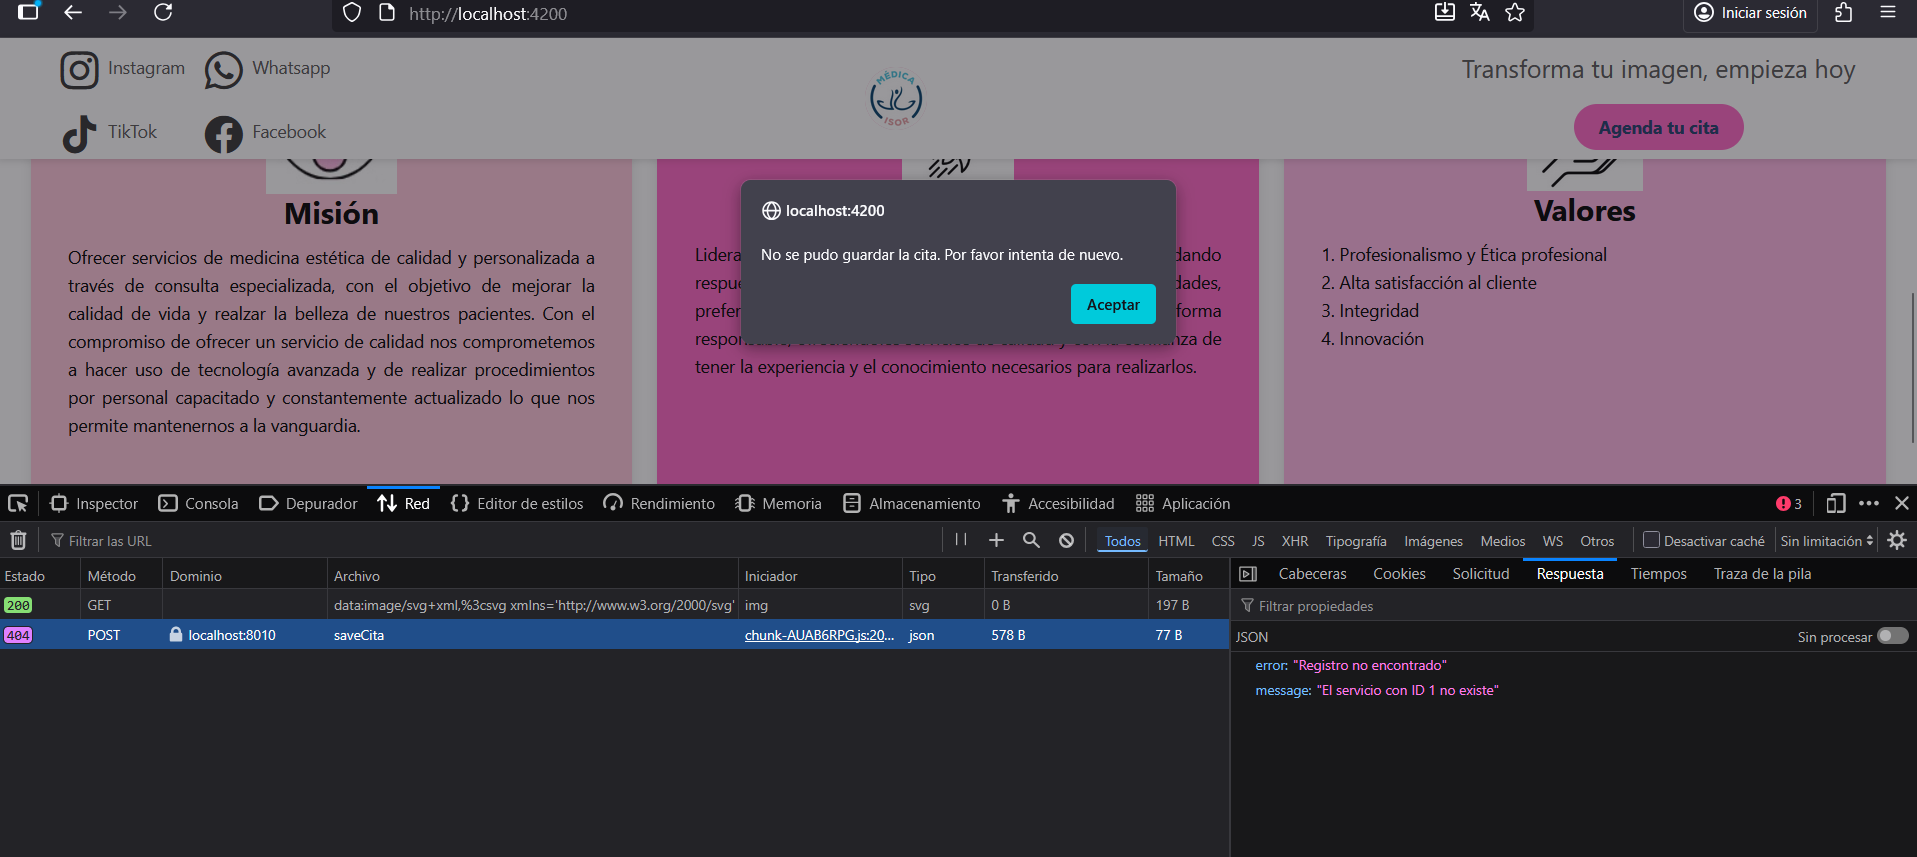 http://localhost:4200
Iniciar sesión
Instagram
Whatsapp
TikTok
Facebook
MÉDICA
ISOR
Transforma tu imagen, empieza hoy
Agenda tu cita
Misión
Ofrecer servicios de medicina estética de calidad y personalizada a
través de consulta especializada, con el objetivo de mejorar la
calidad de vida y realzar la belleza de nuestros pacientes. Con el
compromiso de ofrecer un servicio de calidad nos comprometemos
a hacer uso de tecnología avanzada y de realizar procedimientos
por personal capacitado y constantemente actualizado lo que nos
permite mantenernos a la vanguardia.
tener la experiencia y el conocimiento necesarios para realizarlos.
localhost:4200
No se pudo guardar la cita. Por favor intenta de nuevo.
Aceptar
Valores
1. Profesionalismo y Ética profesional
2. Alta satisfacción al cliente
3. Integridad
4. Innovación
Inspector Consola Depurador Red Editor de estilos Rendimiento Memoria Almacenamiento Accesibilidad Aplicación 3
Filtrar las URL Todos HTML CSS JS XHR Tipografía Imágenes Medios WS Otros Desactivar caché Sin limitación
Estado Método Dominio Archivo Iniciador Tipo Transferido Tamaño
200 GET data:image/svg+xml,%3csvg xmlns='http://www.w3.org/2000/svg' img svg 0 B 197 B
404 POST localhost:8010 saveCita chunk-AUAB6RPG.js:20... json 578 B 77 B
Cabeceras Cookies Solicitud Respuesta Tiempos Traza de la pila
Filtrar propiedades
JSON Sin procesar
error: "Registro no encontrado"
message: "El servicio con ID 1 no existe"